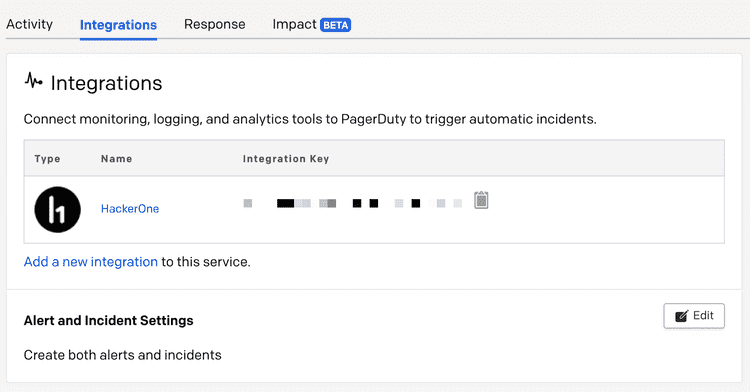 Activity Integrations Response Impact BETA
Integrations
Connect monitoring, logging, and analytics tools to PagerDuty to trigger automatic incidents.
Type Name Integration Key
HackerOne
Add a new integration to this service.
Alert and Incident Settings
Edit
Create both alerts and incidents